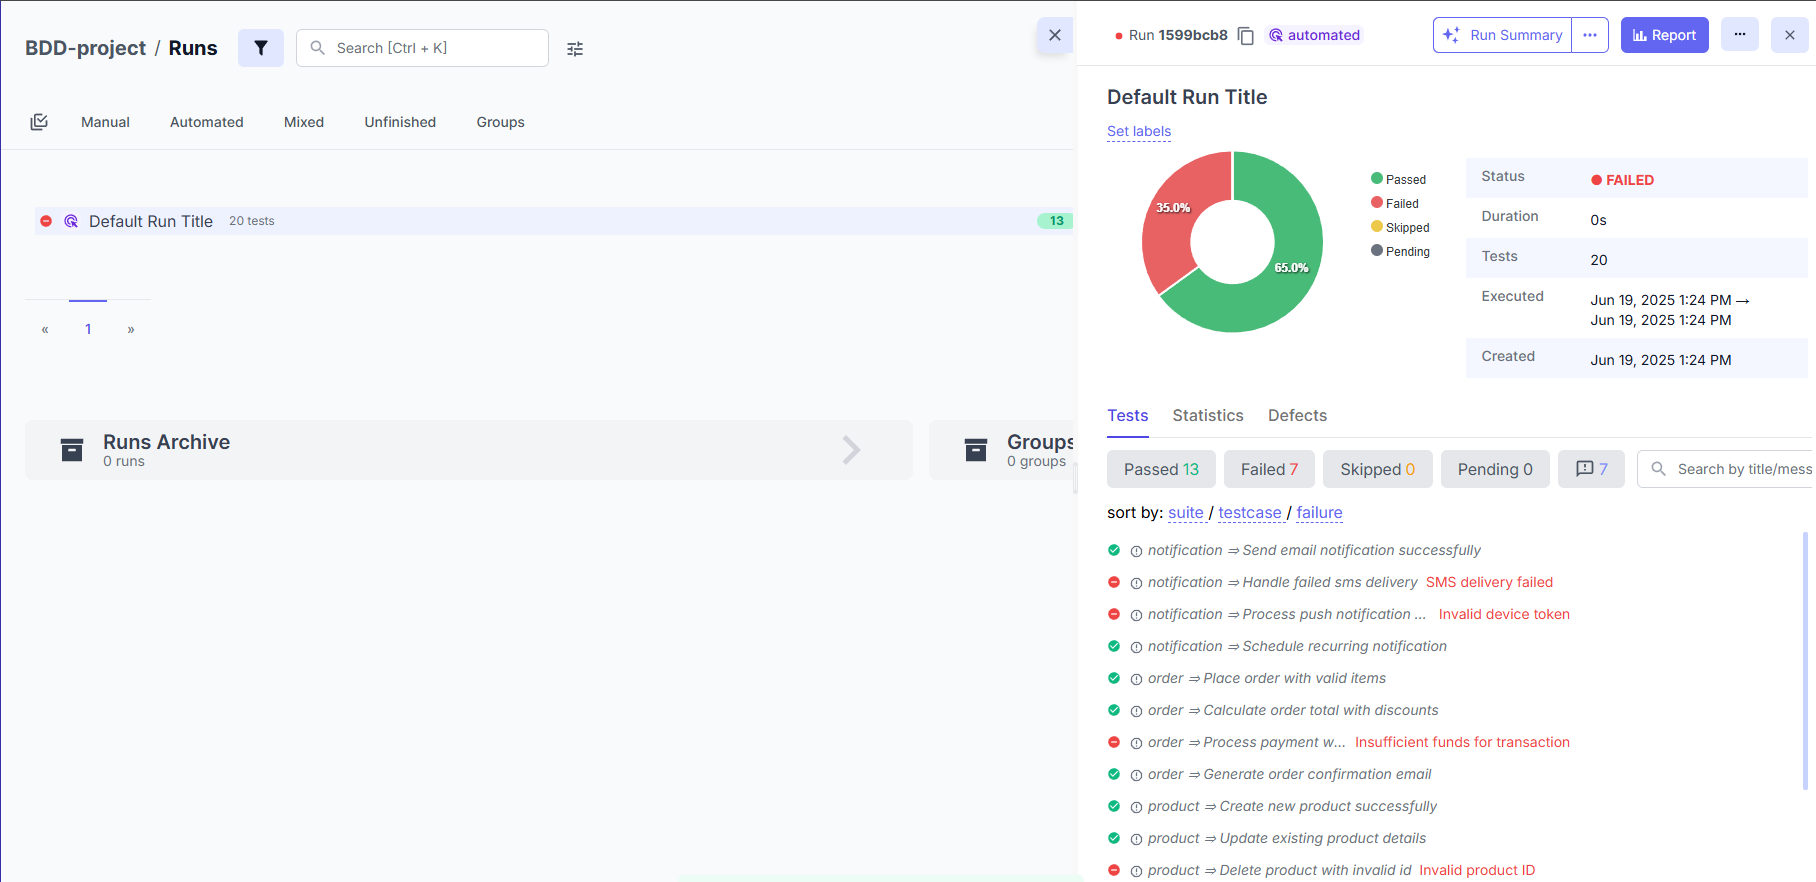 BDD-project / Runs
Search [Ctrl + K]
Manual Automated Mixed Unfinished Groups
Default Run Title 20 tests 13
« 1 »
Runs Archive
0 runs
Groups
0 groups
Run 1599bcb8 automated Run Summary ... Report ...
Default Run Title
Set labels
35.0%
65.0%
Passed
Failed
Skipped
Pending
Status FAILED
Duration 0s
Tests 20
Executed Jun 19, 2025 1:24 PM →
Jun 19, 2025 1:24 PM
Created Jun 19, 2025 1:24 PM
Tests Statistics Defects
Passed 13 Failed 7 Skipped 0 Pending 0 7 Search by title/mess
sort by: suite / testcase / failure
notification ⇒ Send email notification successfully
notification ⇒ Handle failed sms delivery SMS delivery failed
notification ⇒ Process push notification ... Invalid device token
notification ⇒ Schedule recurring notification
order ⇒ Place order with valid items
order ⇒ Calculate order total with discounts
order ⇒ Process payment w... Insufficient funds for transaction
order ⇒ Generate order confirmation email
product ⇒ Create new product successfully
product ⇒ Update existing product details
product ⇒ Delete product with invalid id Invalid product ID